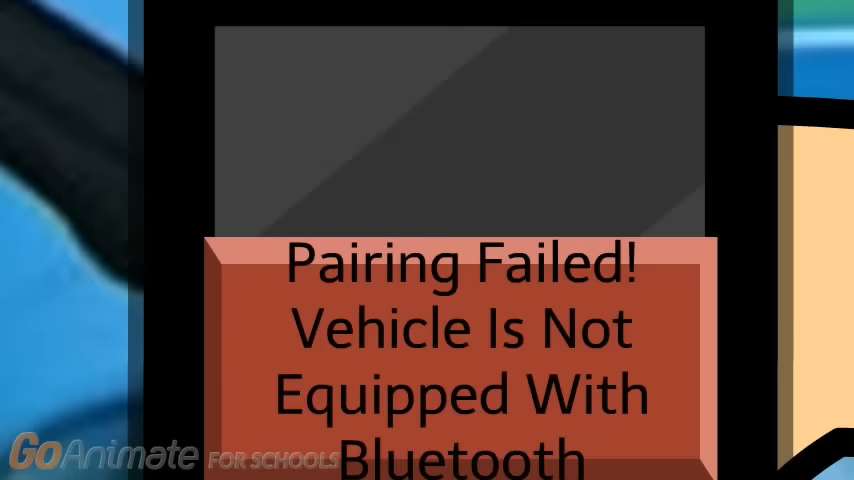 Pairing Failed!
Vehicle Is Not
Equipped With
Bluetooth
GoAnimate FOR SCHOOLS